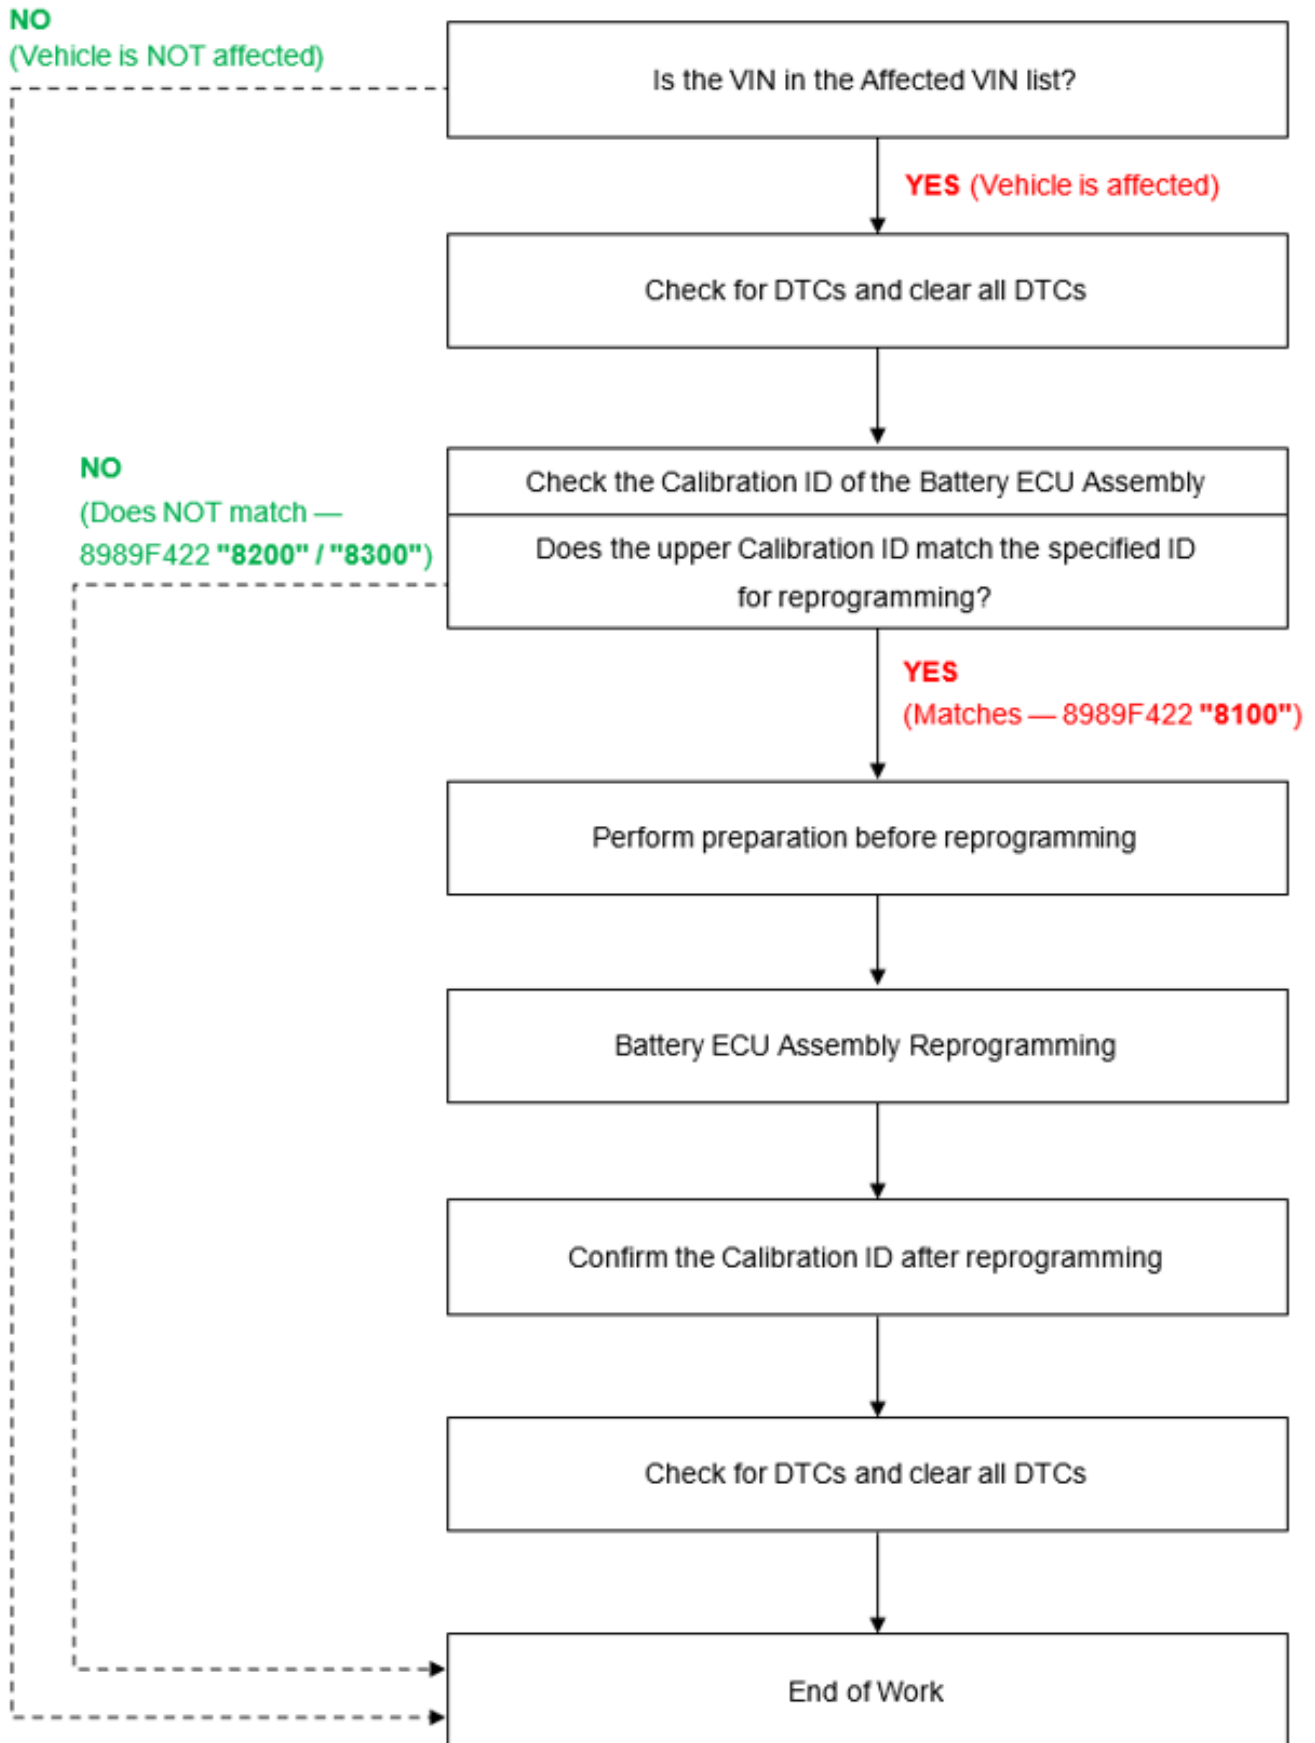 NO
(Vehicle is NOT affected)
Is the VIN in the Affected VIN list?
YES (Vehicle is affected)
Check for DTCs and clear all DTCs
NO
(Does NOT match —
8989F422 "8200" / "8300")
Check the Calibration ID of the Battery ECU Assembly
Does the upper Calibration ID match the specified ID
for reprogramming?
YES
(Matches — 8989F422 "8100")
Perform preparation before reprogramming
Battery ECU Assembly Reprogramming
Confirm the Calibration ID after reprogramming
Check for DTCs and clear all DTCs
End of Work